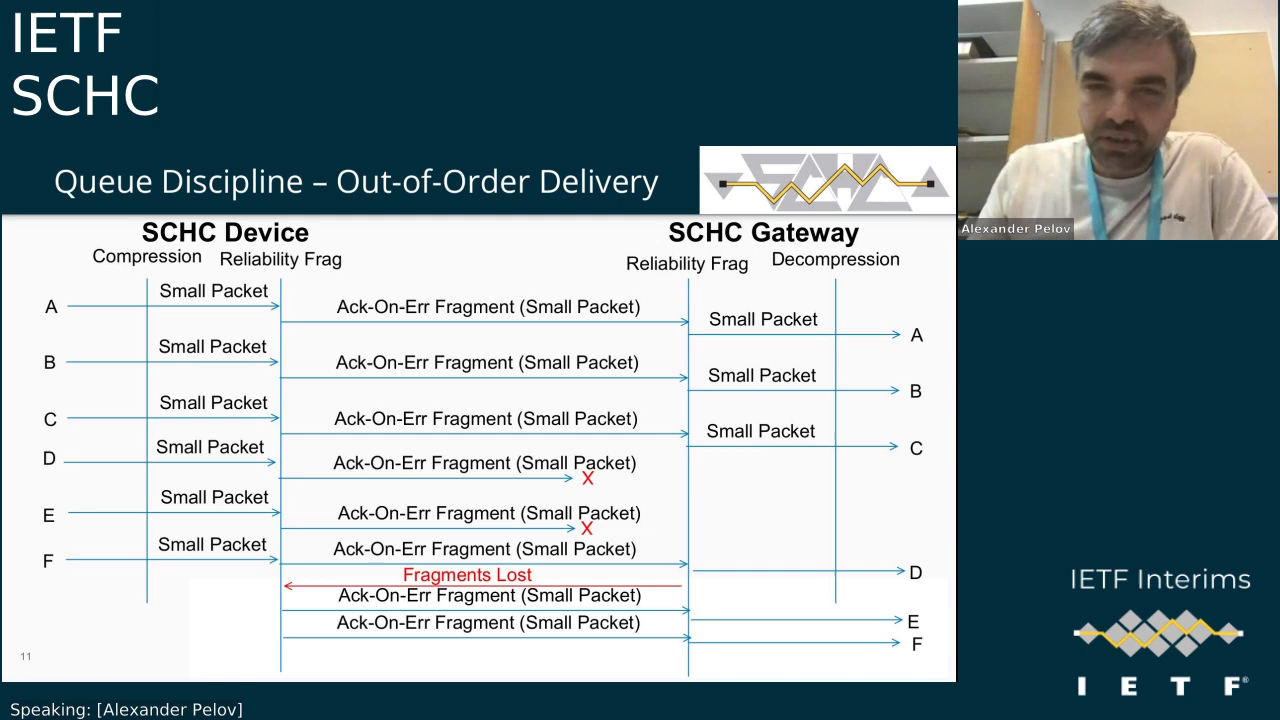 IETF
SCHC
Queue Discipline – Out-of-Order Delivery
SCHC
SCHC Device
SCHC Gateway
Compression
Reliability Frag
Reliability Frag
Decompression
A
Small Packet
Ack-On-Err Fragment (Small Packet)
Small Packet
A
B
Small Packet
Ack-On-Err Fragment (Small Packet)
Small Packet
B
C
Small Packet
Ack-On-Err Fragment (Small Packet)
Small Packet
C
D
Small Packet
Ack-On-Err Fragment (Small Packet)
X
E
Small Packet
Ack-On-Err Fragment (Small Packet)
X
F
Small Packet
Ack-On-Err Fragment (Small Packet)
D
Fragments Lost
Ack-On-Err Fragment (Small Packet)
E
Ack-On-Err Fragment (Small Packet)
F
11
Alexander Pelov
IETF Interims
I E T F®
Speaking: [Alexander Pelov]